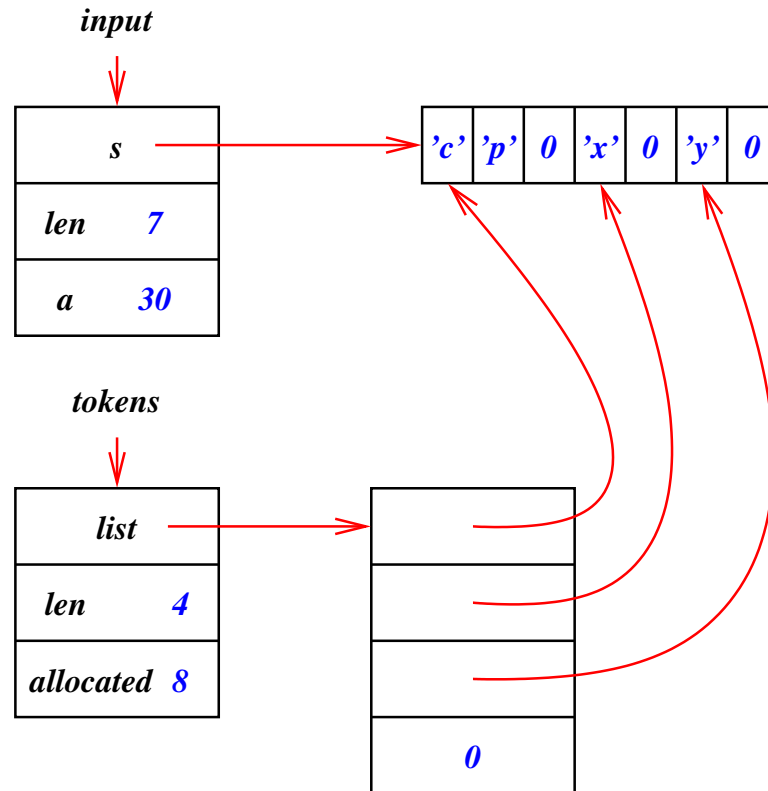 input
s
’c’ ’p’ 0 ’x’ 0 ’y’ 0
len 7
a 30
tokens
list
len 4
allocated 8
0